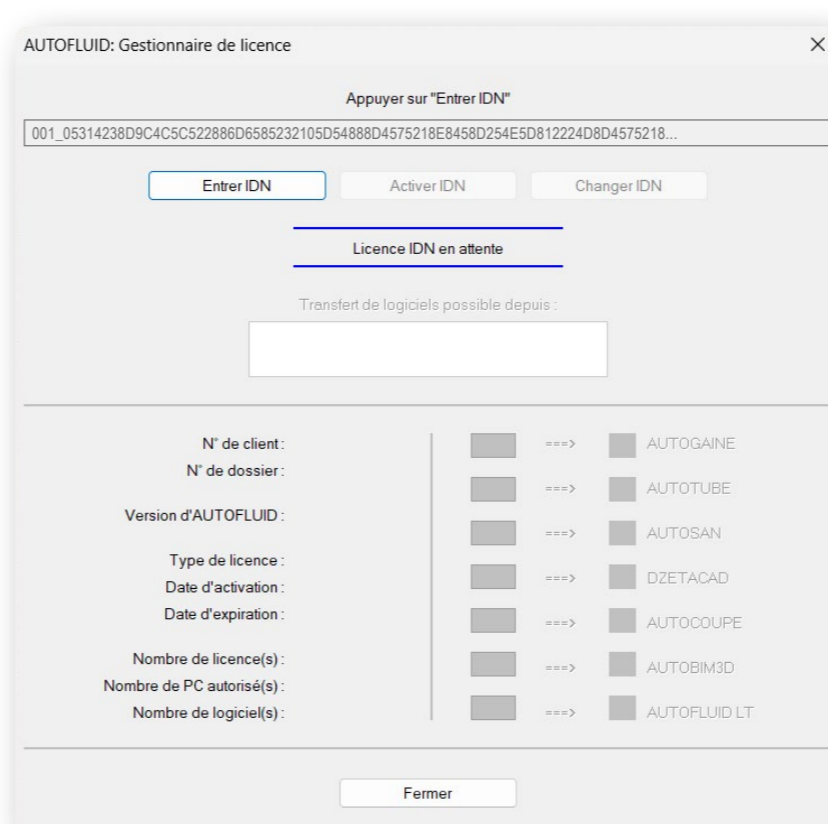 AUTOFLUID: Gestionnaire de licence
Appuyer sur "Entrer IDN"
001_05314238D9C4C5C522886D6585232105D54888D4575218E8458D254E5D812224D8D4575218...
Entrer IDN Activer IDN Changer IDN
Licence IDN en attente
Transfert de logiciels possible depuis :
N° de client :
N° de dossier :
Version d'AUTOFLUID :
Type de licence :
Date d'activation :
Date d'expiration :
Nombre de licence(s) :
Nombre de PC autorisé(s) :
Nombre de logiciel(s) :
===> AUTOGAINE
===> AUTOTUBE
===> AUTOSAN
===> DZETACAD
===> AUTOCOUPE
===> AUTOBIM3D
===> AUTOFLUID LT
Fermer